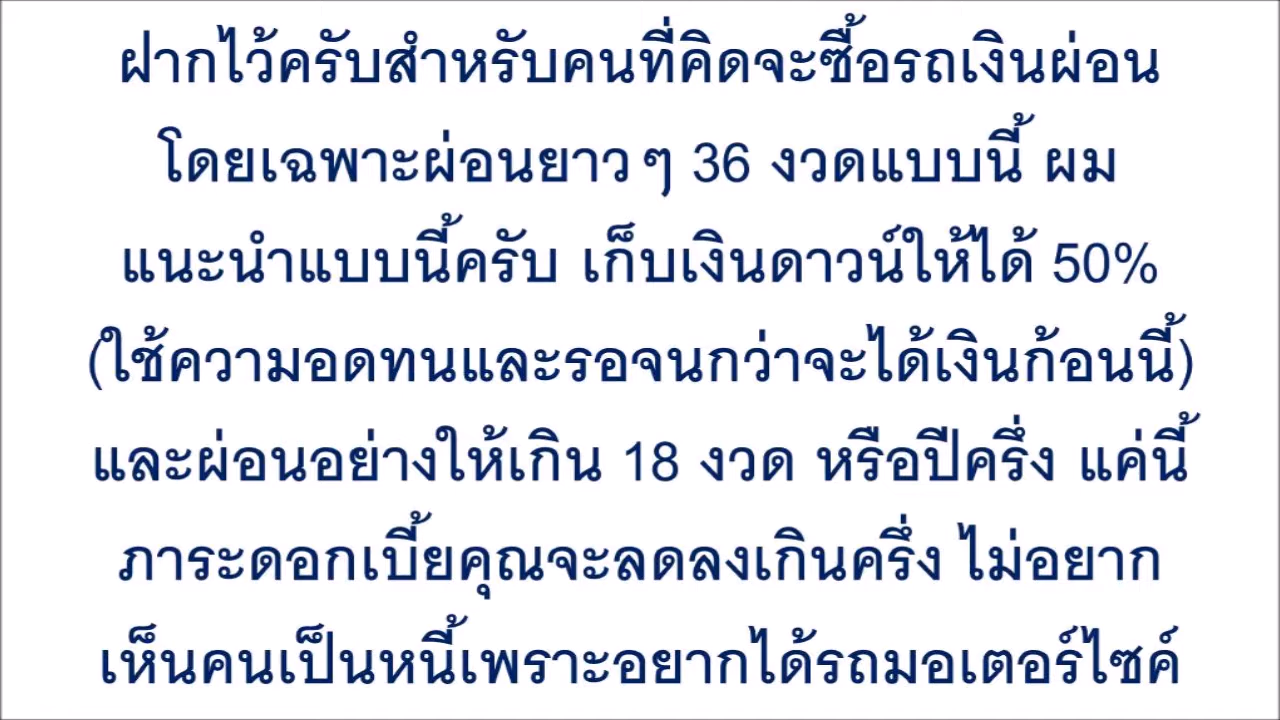 ฝากไว้ครับสำหรับคนที่คิดจะซื้อรถเงินผ่อน
โดยเฉพาะผ่อนยาวๆ 36 งวดแบบนี้ ผม
แนะนำแบบนี้ครับ เก็บเงินดาวน์ให้ได้ 50%
(ใช้ความอดทนและรอจนกว่าจะได้เงินก้อนนี้)
และผ่อนอย่างให้เกิน 18 งวด หรือปีครึ่ง แค่นี้
ภาระดอกเบี้ยคุณจะลดลงเกินครึ่ง ไม่อยาก
เห็นคนเป็นหนี้เพราะอยากได้รถมอเตอร์ไซค์